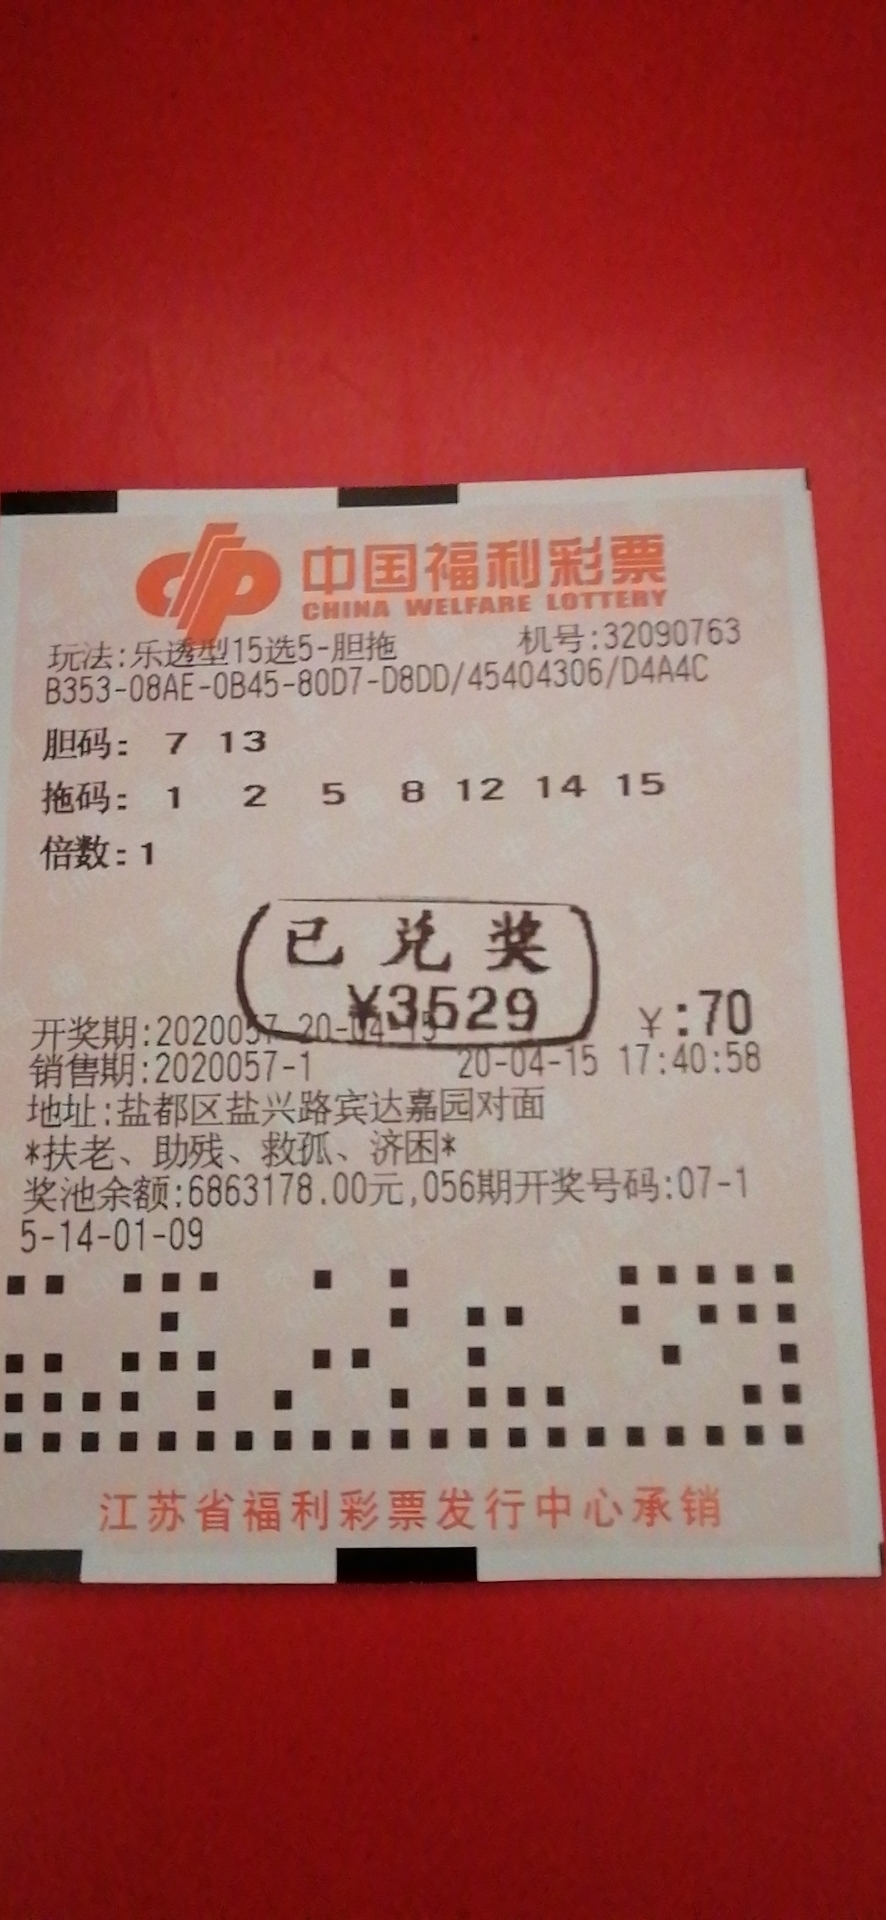 中国福利彩票
CHINA WELFARE LOTTERY
玩法:乐透型15选5-胆拖 机号:32090763
B353-08AE-0B45-80D7-D8DD/45404306/D4A4C
胆码: 7 13
拖码: 1 2 5 8 12 14 15
倍数:1
已兑奖
¥3529
开奖期:2020057 20-04-15 ¥:70
销售期:2020057-1 20-04-15 17:40:58
地址:盐都区盐兴路宾达嘉园对面
*扶老、助残、救孤、济困*
奖池余额:6863178.00元,056期开奖号码:07-1
5-14-01-09
江苏省福利彩票发行中心承销